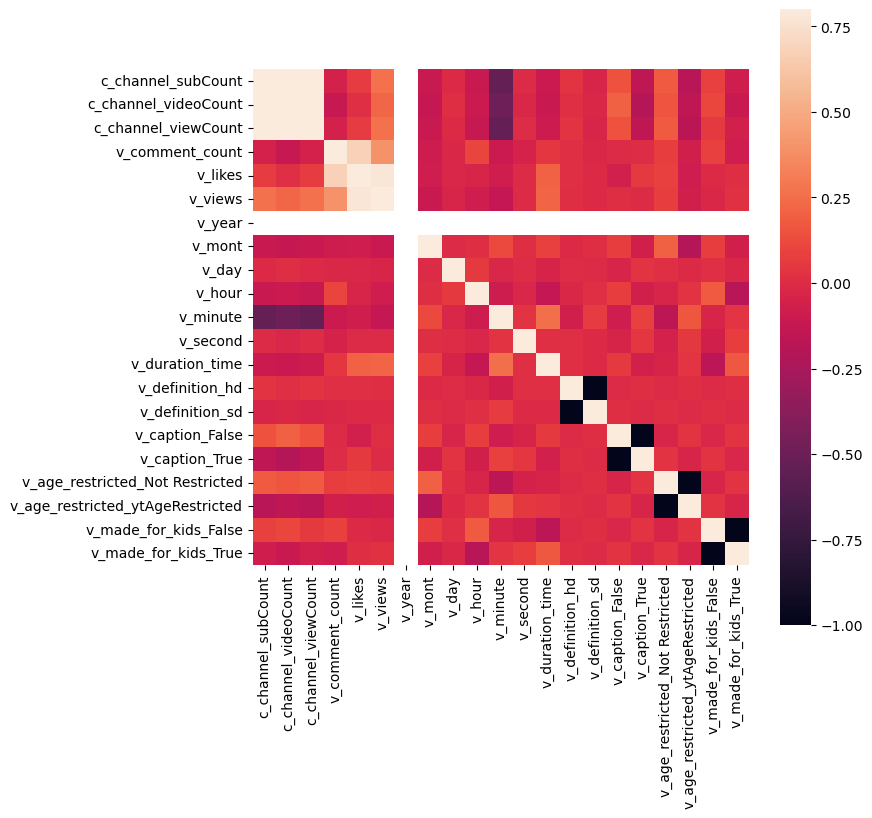 c_channel_subCount
c_channel_videoCount
c_channel_viewCount
v_comment_count
v_likes
v_views
v_year
v_mont
v_day
v_hour
v_minute
v_second
v_duration_time
v_definition_hd
v_definition_sd
v_caption_False
v_caption_True
v_age_restricted_Not Restricted
v_age_restricted_ytAgeRestricted
v_made_for_kids_False
v_made_for_kids_True
c_channel_subCount
c_channel_videoCount
c_channel_viewCount
v_comment_count
v_likes
v_views
v_year
v_mont
v_day
v_hour
v_minute
v_second
v_duration_time
v_definition_hd
v_definition_sd
v_caption_False
v_caption_True
v_age_restricted_Not Restricted
v_age_restricted_ytAgeRestricted
v_made_for_kids_False
v_made_for_kids_True
0.75
0.50
0.25
0.00
−0.25
−0.50
−0.75
−1.00